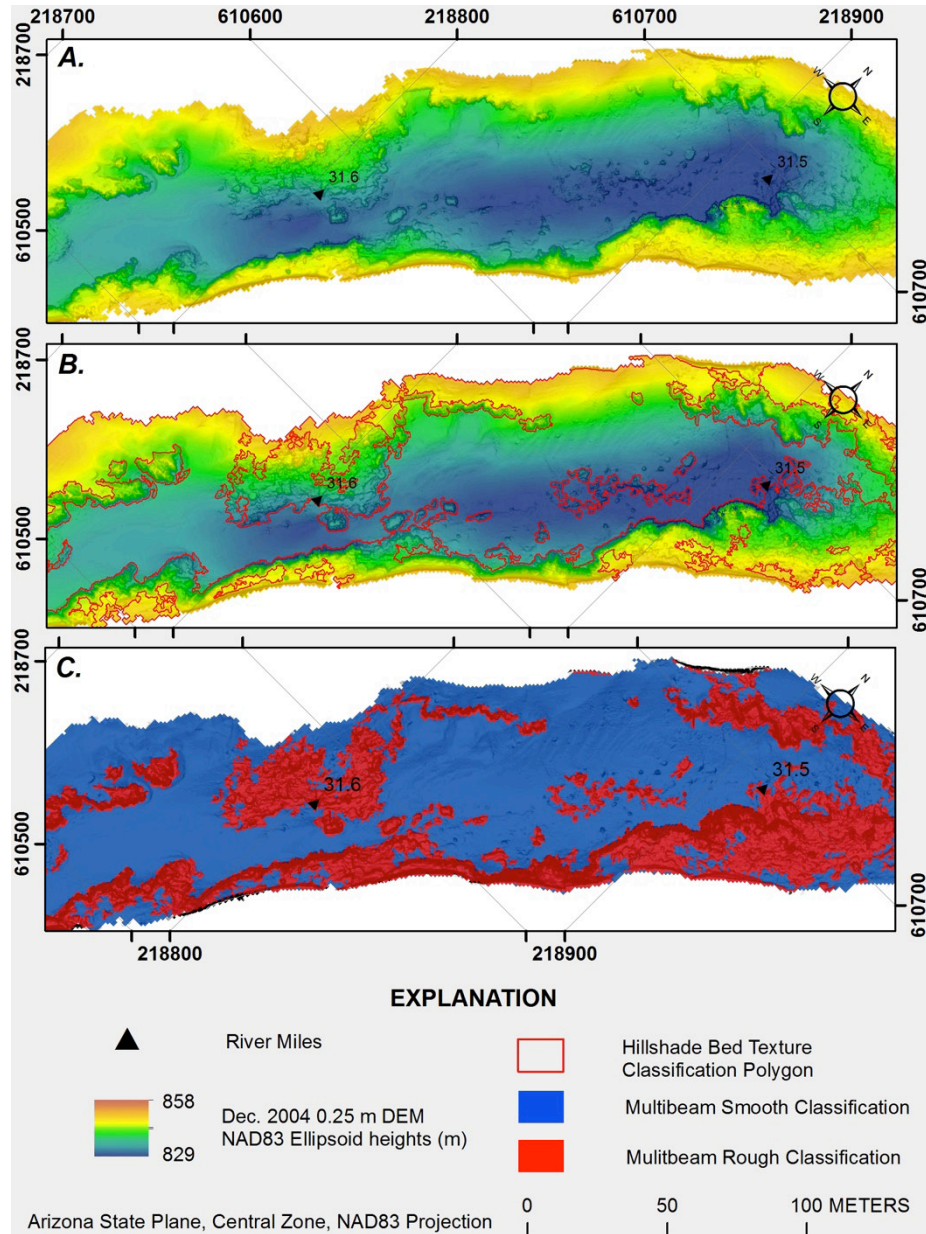 218700 610600 218800 610700 218900
218700
A.
W N
S E
31.6
31.5
610500
610700
218700
B.
W N
S E
31.6
31.5
610500
610700
218700
C.
W N
S E
31.6
31.5
610500
610700
218800 218900
EXPLANATION
River Miles
858
829
Dec. 2004 0.25 m DEM
NAD83 Ellipsoid heights (m)
Hillshade Bed Texture
Classification Polygon
Multibeam Smooth Classification
Mulitbeam Rough Classification
0 50 100 METERS
Arizona State Plane, Central Zone, NAD83 Projection